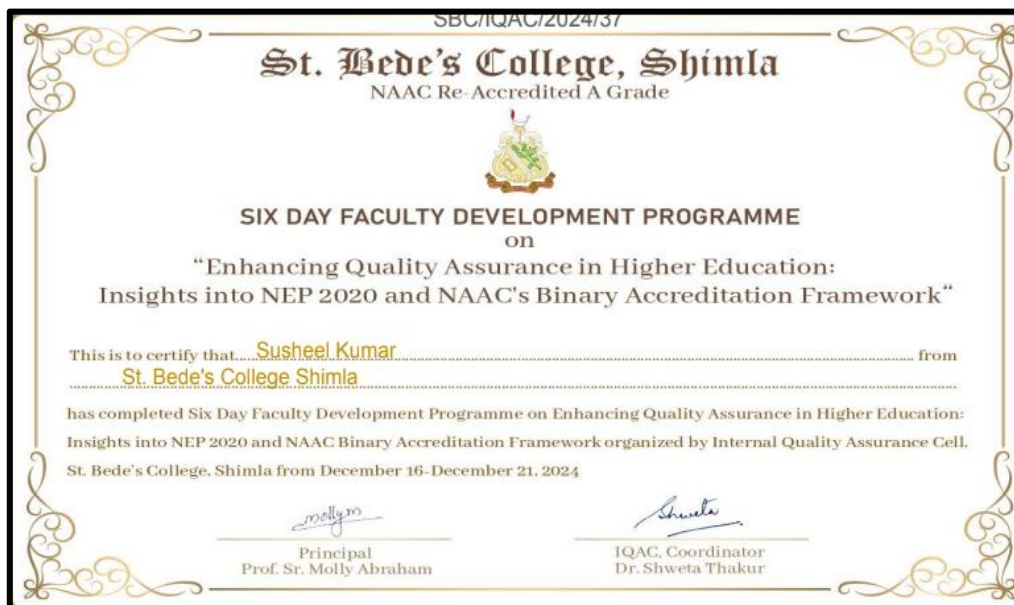 SBC/IQAC/2024/37
St. Bede's College, Shimla
NAAC Re-Accredited A Grade
SIX DAY FACULTY DEVELOPMENT PROGRAMME
on
“Enhancing Quality Assurance in Higher Education:
Insights into NEP 2020 and NAAC's Binary Accreditation Framework“
This is to certify that Susheel Kumar from
St. Bede's College Shimla
has completed Six Day Faculty Development Programme on Enhancing Quality Assurance in Higher Education:
Insights into NEP 2020 and NAAC Binary Accreditation Framework organized by Internal Quality Assurance Cell,
St. Bede's College, Shimla from December 16-December 21, 2024
molly m Shweta
Principal IQAC, Coordinator
Prof. Sr. Molly Abraham Dr. Shweta Thakur